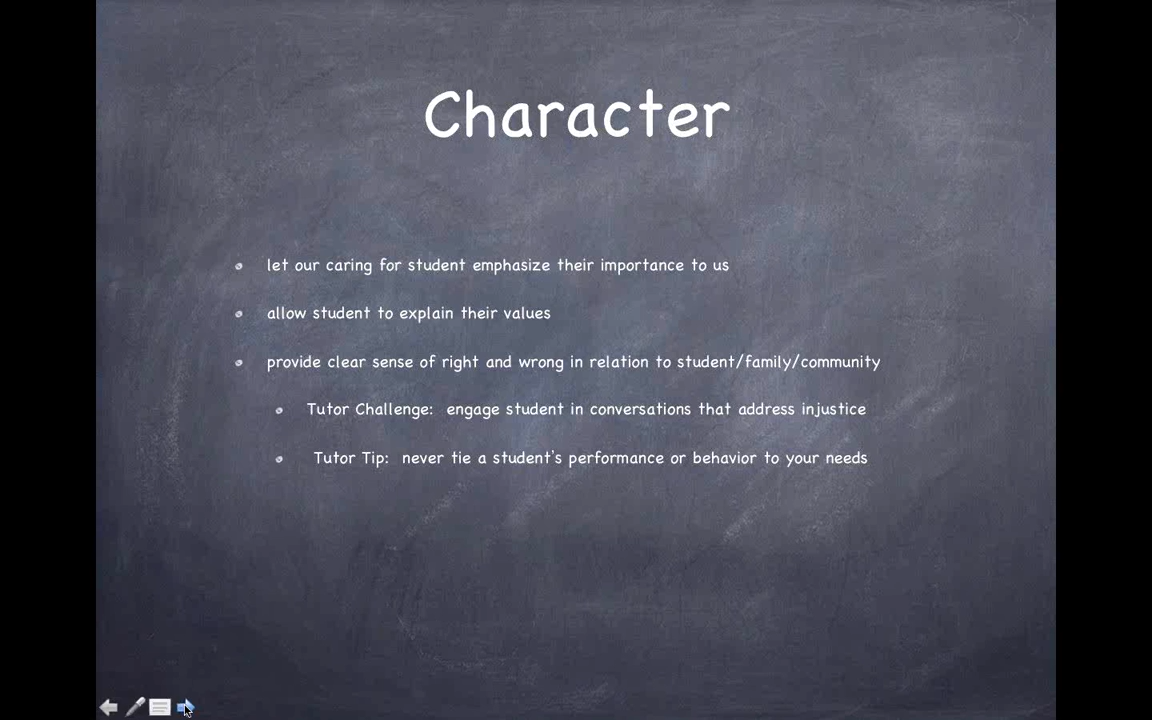 Character
let our caring for student emphasize their importance to us
allow student to explain their values
provide clear sense of right and wrong in relation to student/family/community
Tutor Challenge: engage student in conversations that address injustice
Tutor Tip: never tie a student's performance or behavior to your needs